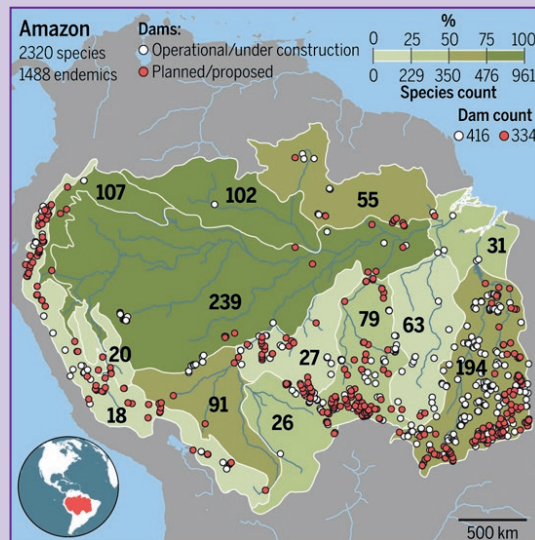 Amazon
2320 species
1488 endemics
Dams:
Operational/under construction
Planned/proposed
%
0 50 100
0 229 350 476 961
Species count
Dam count
416 334
107
102
55
31
239
79
63
20
27
194
18
91
26
500 km